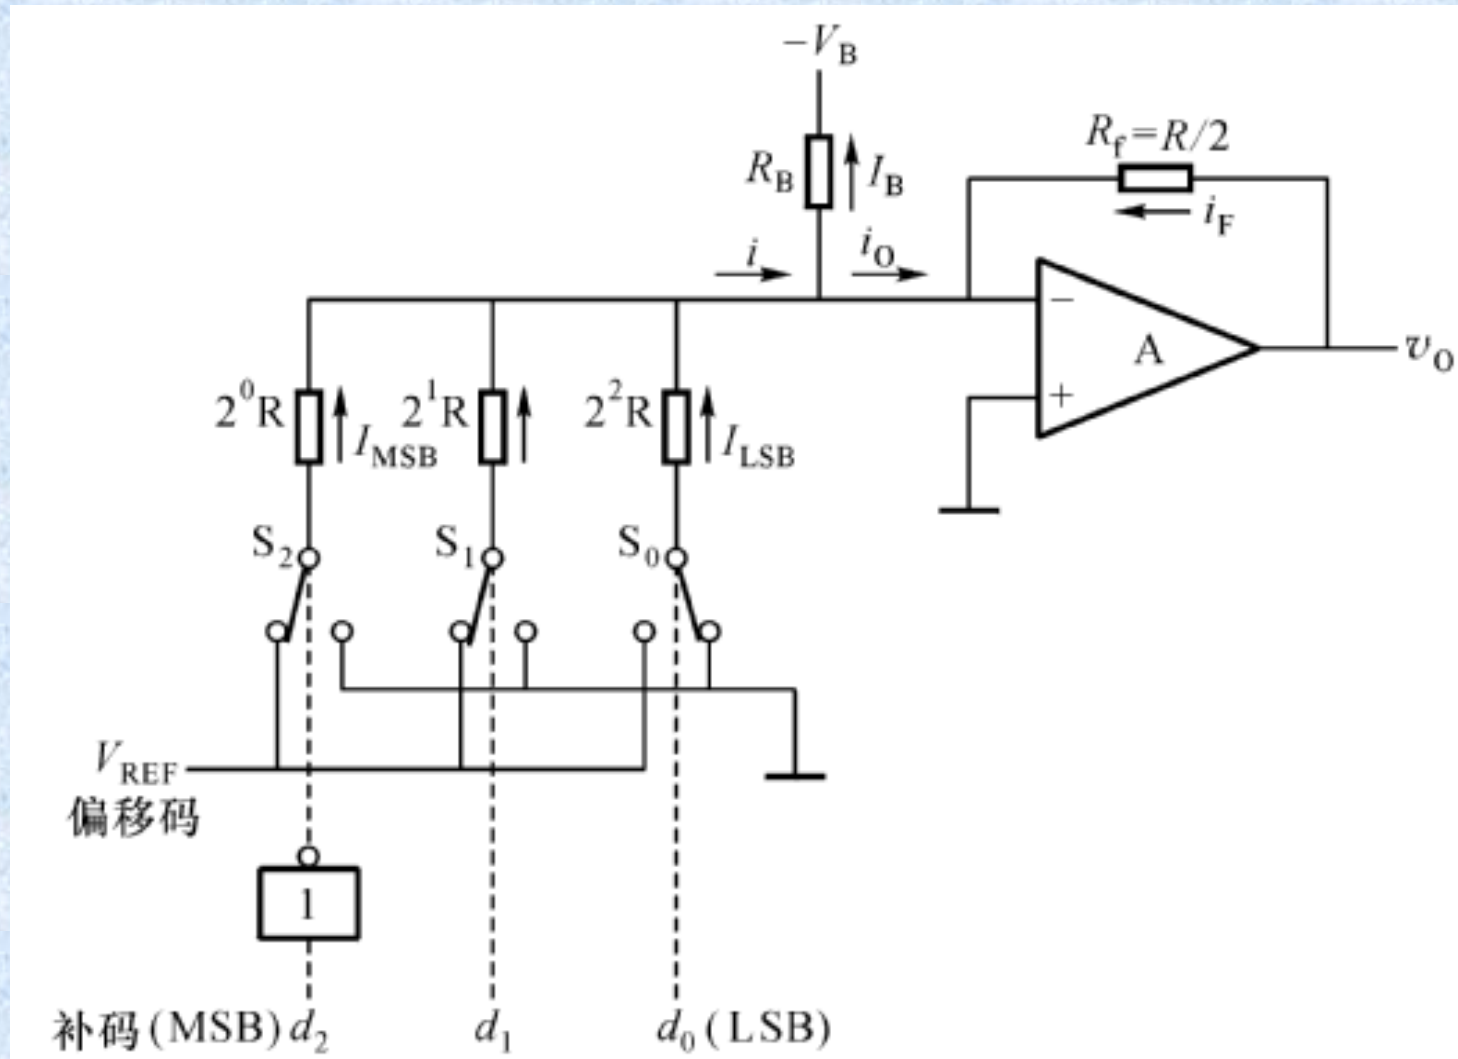 −V_B
R_B
I_B
R_f=R/2
i_F
i
i_O
−
A
+
v_O
2^0R
I_MSB
2^1R
2^2R
I_LSB
S_2
S_1
S_0
V_REF
偏移码
1
补码(MSB) d_2
d_1
d_0 (LSB)